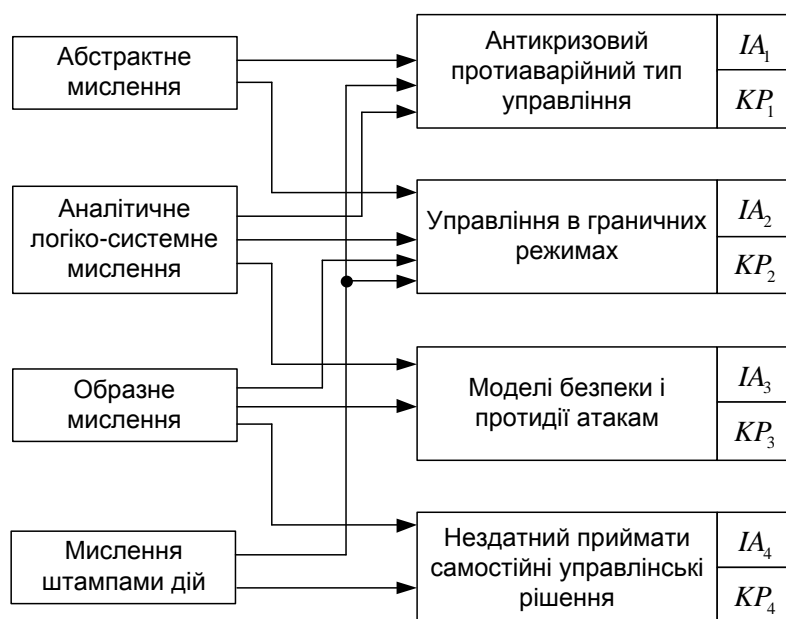 Абстрактне
мислення
Аналітичне
логіко-системне
мислення
Образне
мислення
Мислення
штампами дій
Антикризовий
протиаварійний тип
управління
IA₁
KP₁
Управління в граничних
режимах
IA₂
KP₂
Моделі безпеки і
протидії атакам
IA₃
KP₃
Нездатний приймати
самостійні управлінські
рішення
IA₄
KP₄